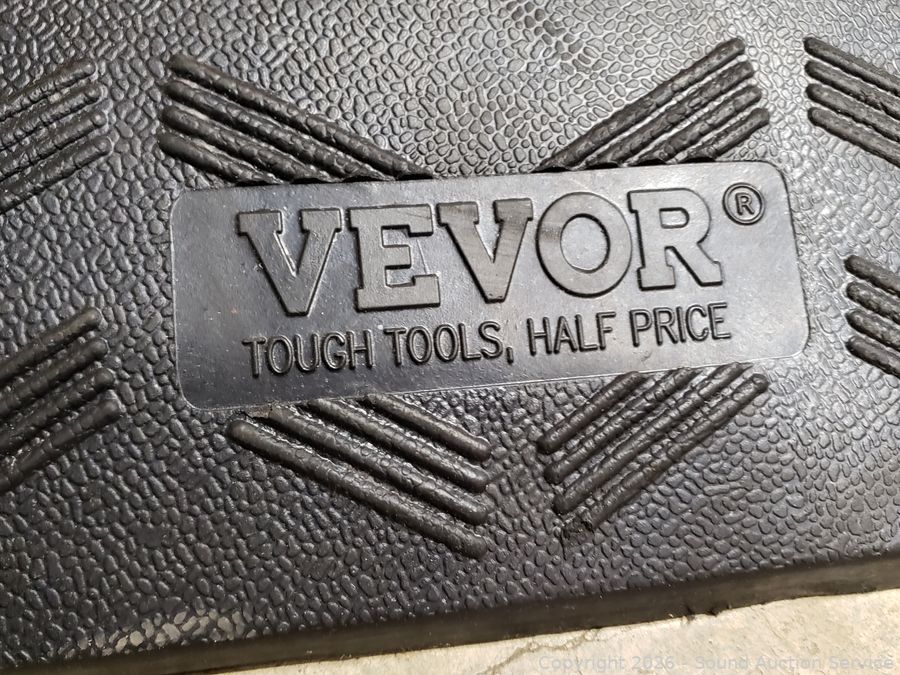 VEVOR®
TOUGH TOOLS, HALF PRICE
Copyright 2026 - Sound Auction Service